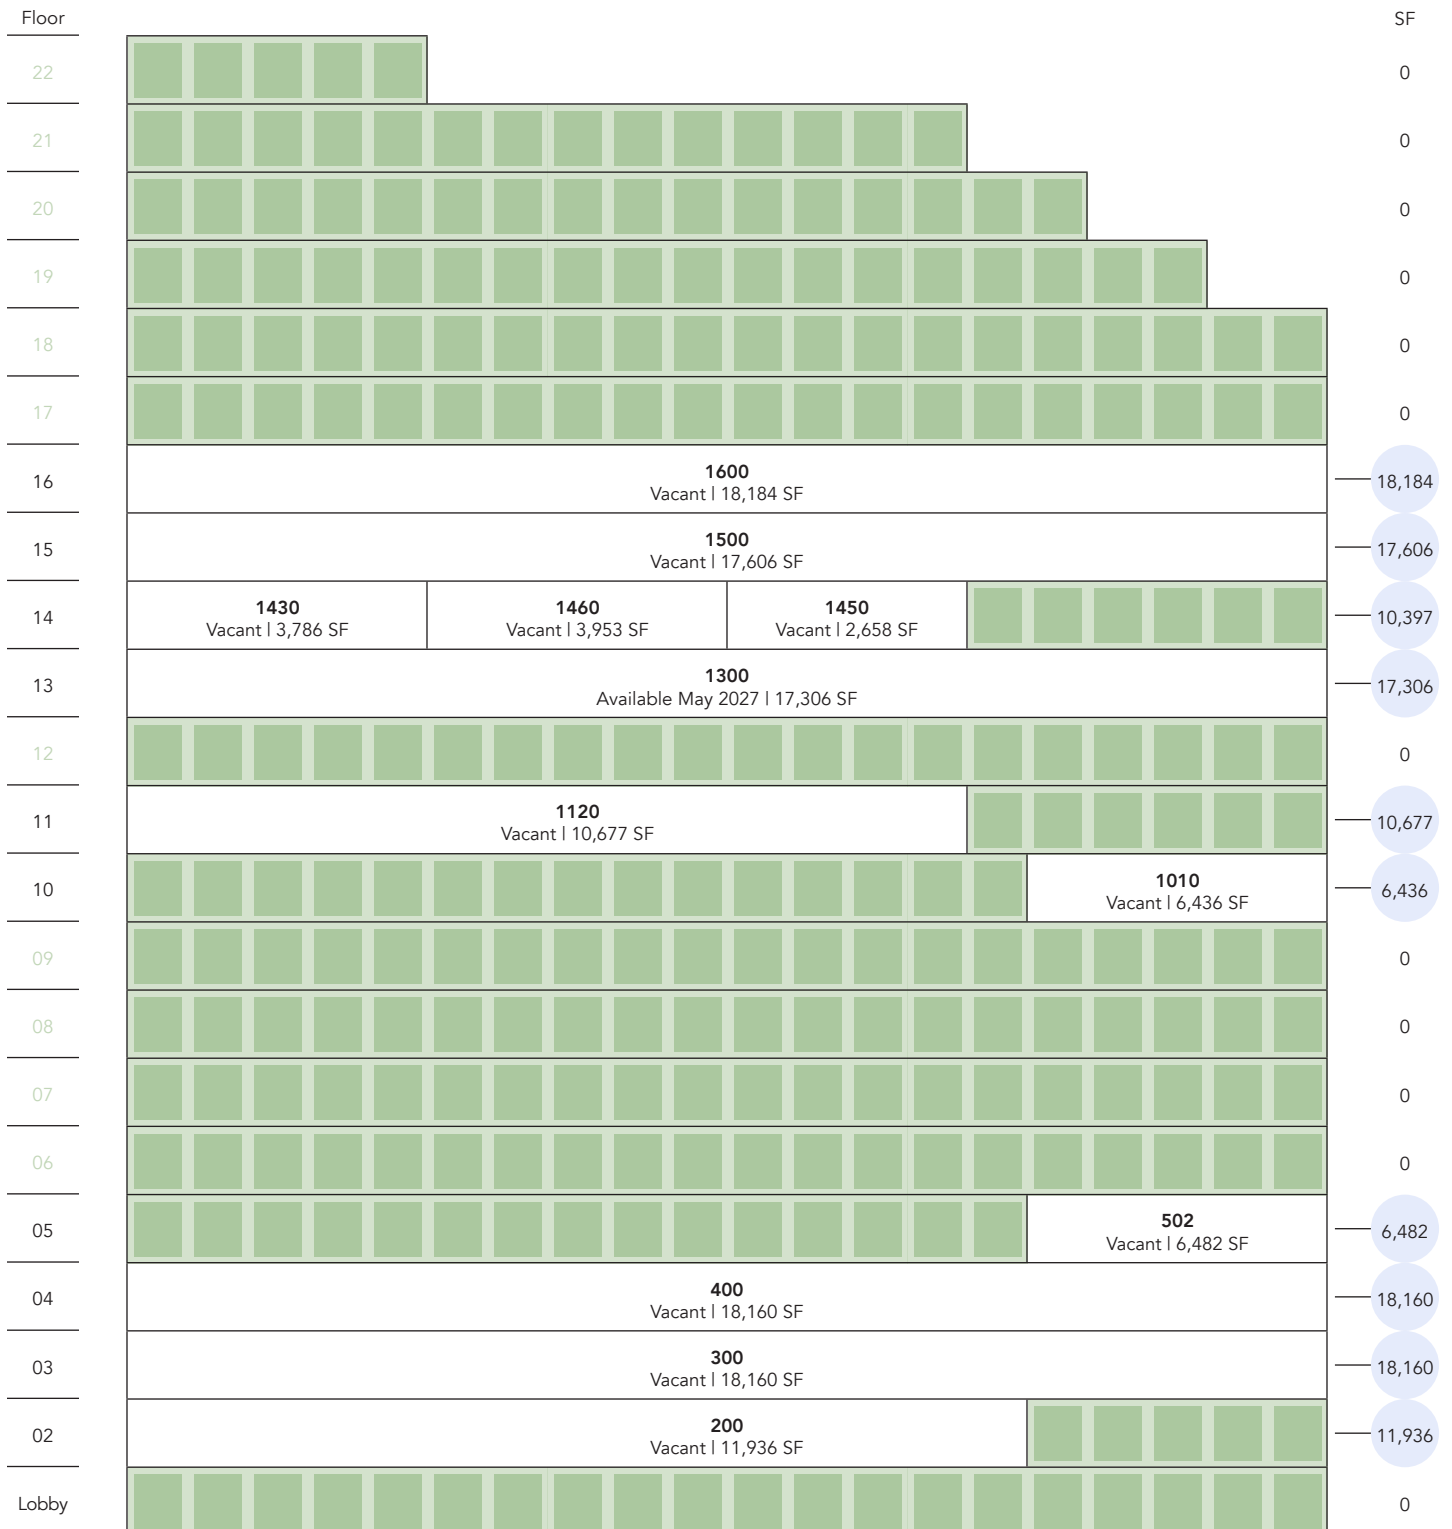 Floor SF
22 0
21 0
20 0
19 0
18 0
17 0
1600
16 Vacant | 18,184 SF 18,184
1500
15 Vacant | 17,606 SF 17,606
1430 1460 1450
14 Vacant | 3,786 SF Vacant | 3,953 SF Vacant | 2,658 SF 10,397
1300
13 Available May 2027 | 17,306 SF 17,306
12 0
1120
11 Vacant | 10,677 SF 10,677
1010
10 Vacant | 6,436 SF 6,436
09 0
08 0
07 0
06 0
502
05 Vacant | 6,482 SF 6,482
400
04 Vacant | 18,160 SF 18,160
300
03 Vacant | 18,160 SF 18,160
200
02 Vacant | 11,936 SF 11,936
Lobby 0